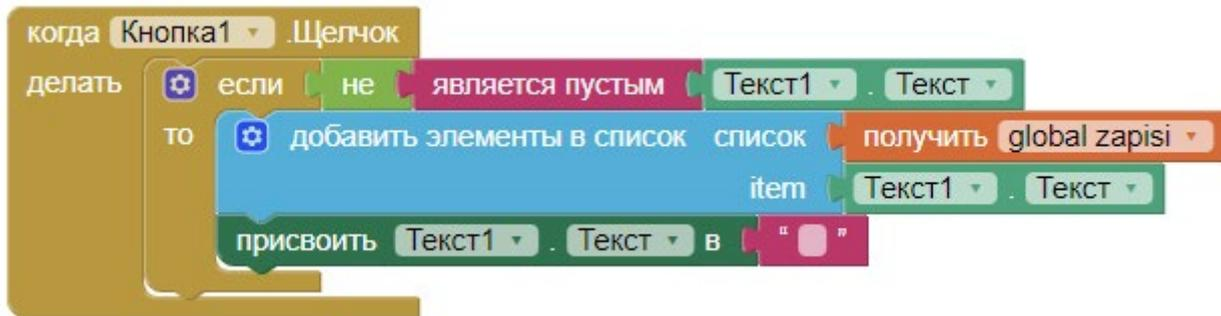 когда Кнопка1 .Щелчок
делать если не является пустым Текст1 . Текст
то добавить элементы в список список получить global zapisi
item Текст1 . Текст
присвоить Текст1 . Текст в “ ”